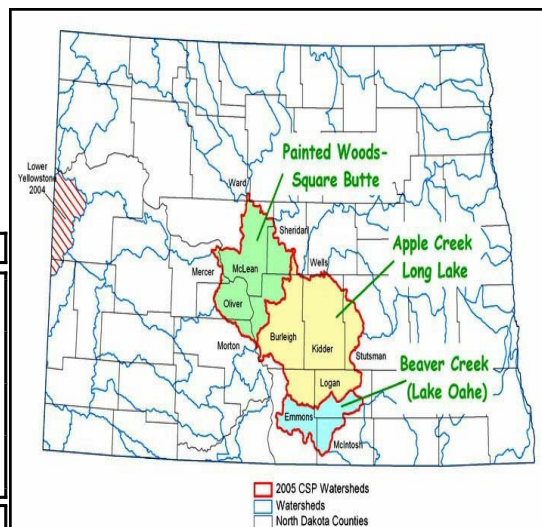 Painted Woods-
Square Butte
Lower
Yellowstone
2004
Ward
Sheridan
Apple Creek
Long Lake
Wells
Mercer
McLean
Oliver
Burleigh
Morton
Kidder
Stutsman
Beaver Creek
(Lake Oahe)
Logan
Emmons
McIntosh
2005 CSP Watersheds
Watersheds
North Dakota Counties